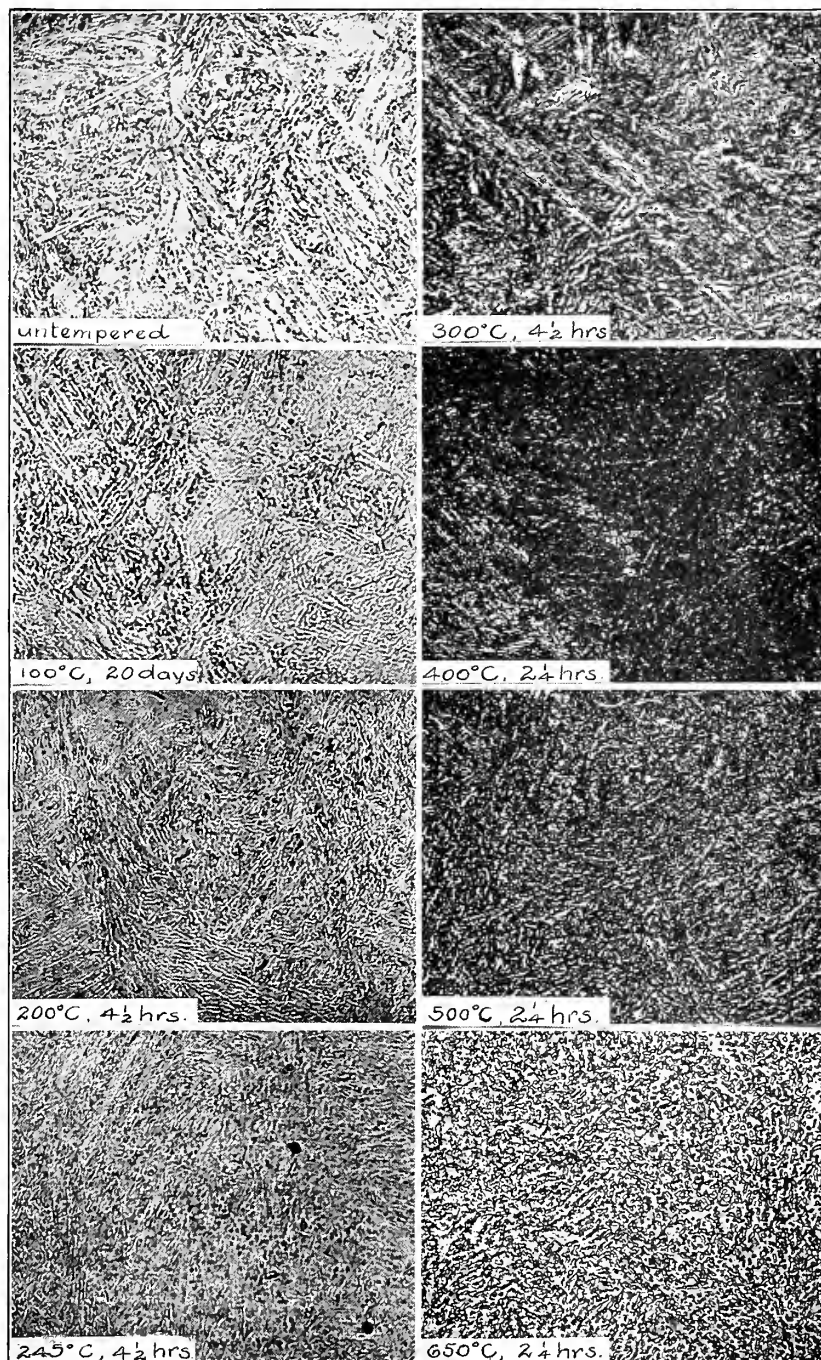 untempered
300°C, 4½ hrs
100°C, 20 days
400°C, 2¼ hrs.
200°C, 4½ hrs.
500°C, 2¼ hrs.
245°C, 4½ hrs.
650°C, 2¼ hrs.